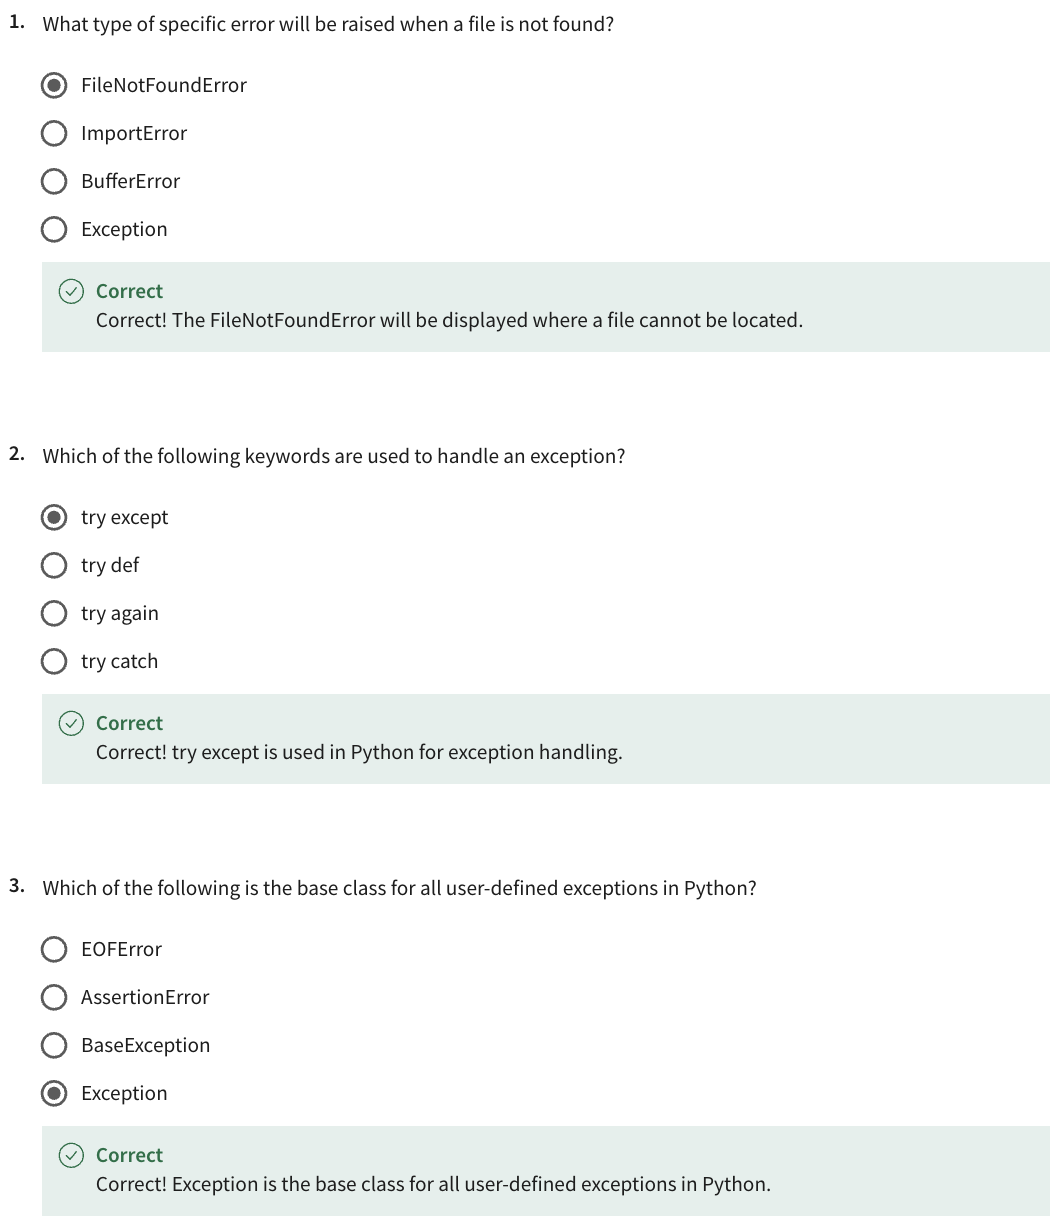 1. What type of specific error will be raised when a file is not found?
FileNotFoundError
ImportError
BufferError
Exception
Correct
Correct! The FileNotFoundError will be displayed where a file cannot be located.
2. Which of the following keywords are used to handle an exception?
try except
try def
try again
try catch
Correct
Correct! try except is used in Python for exception handling.
3. Which of the following is the base class for all user-defined exceptions in Python?
EOFError
AssertionError
BaseException
Exception
Correct
Correct! Exception is the base class for all user-defined exceptions in Python.